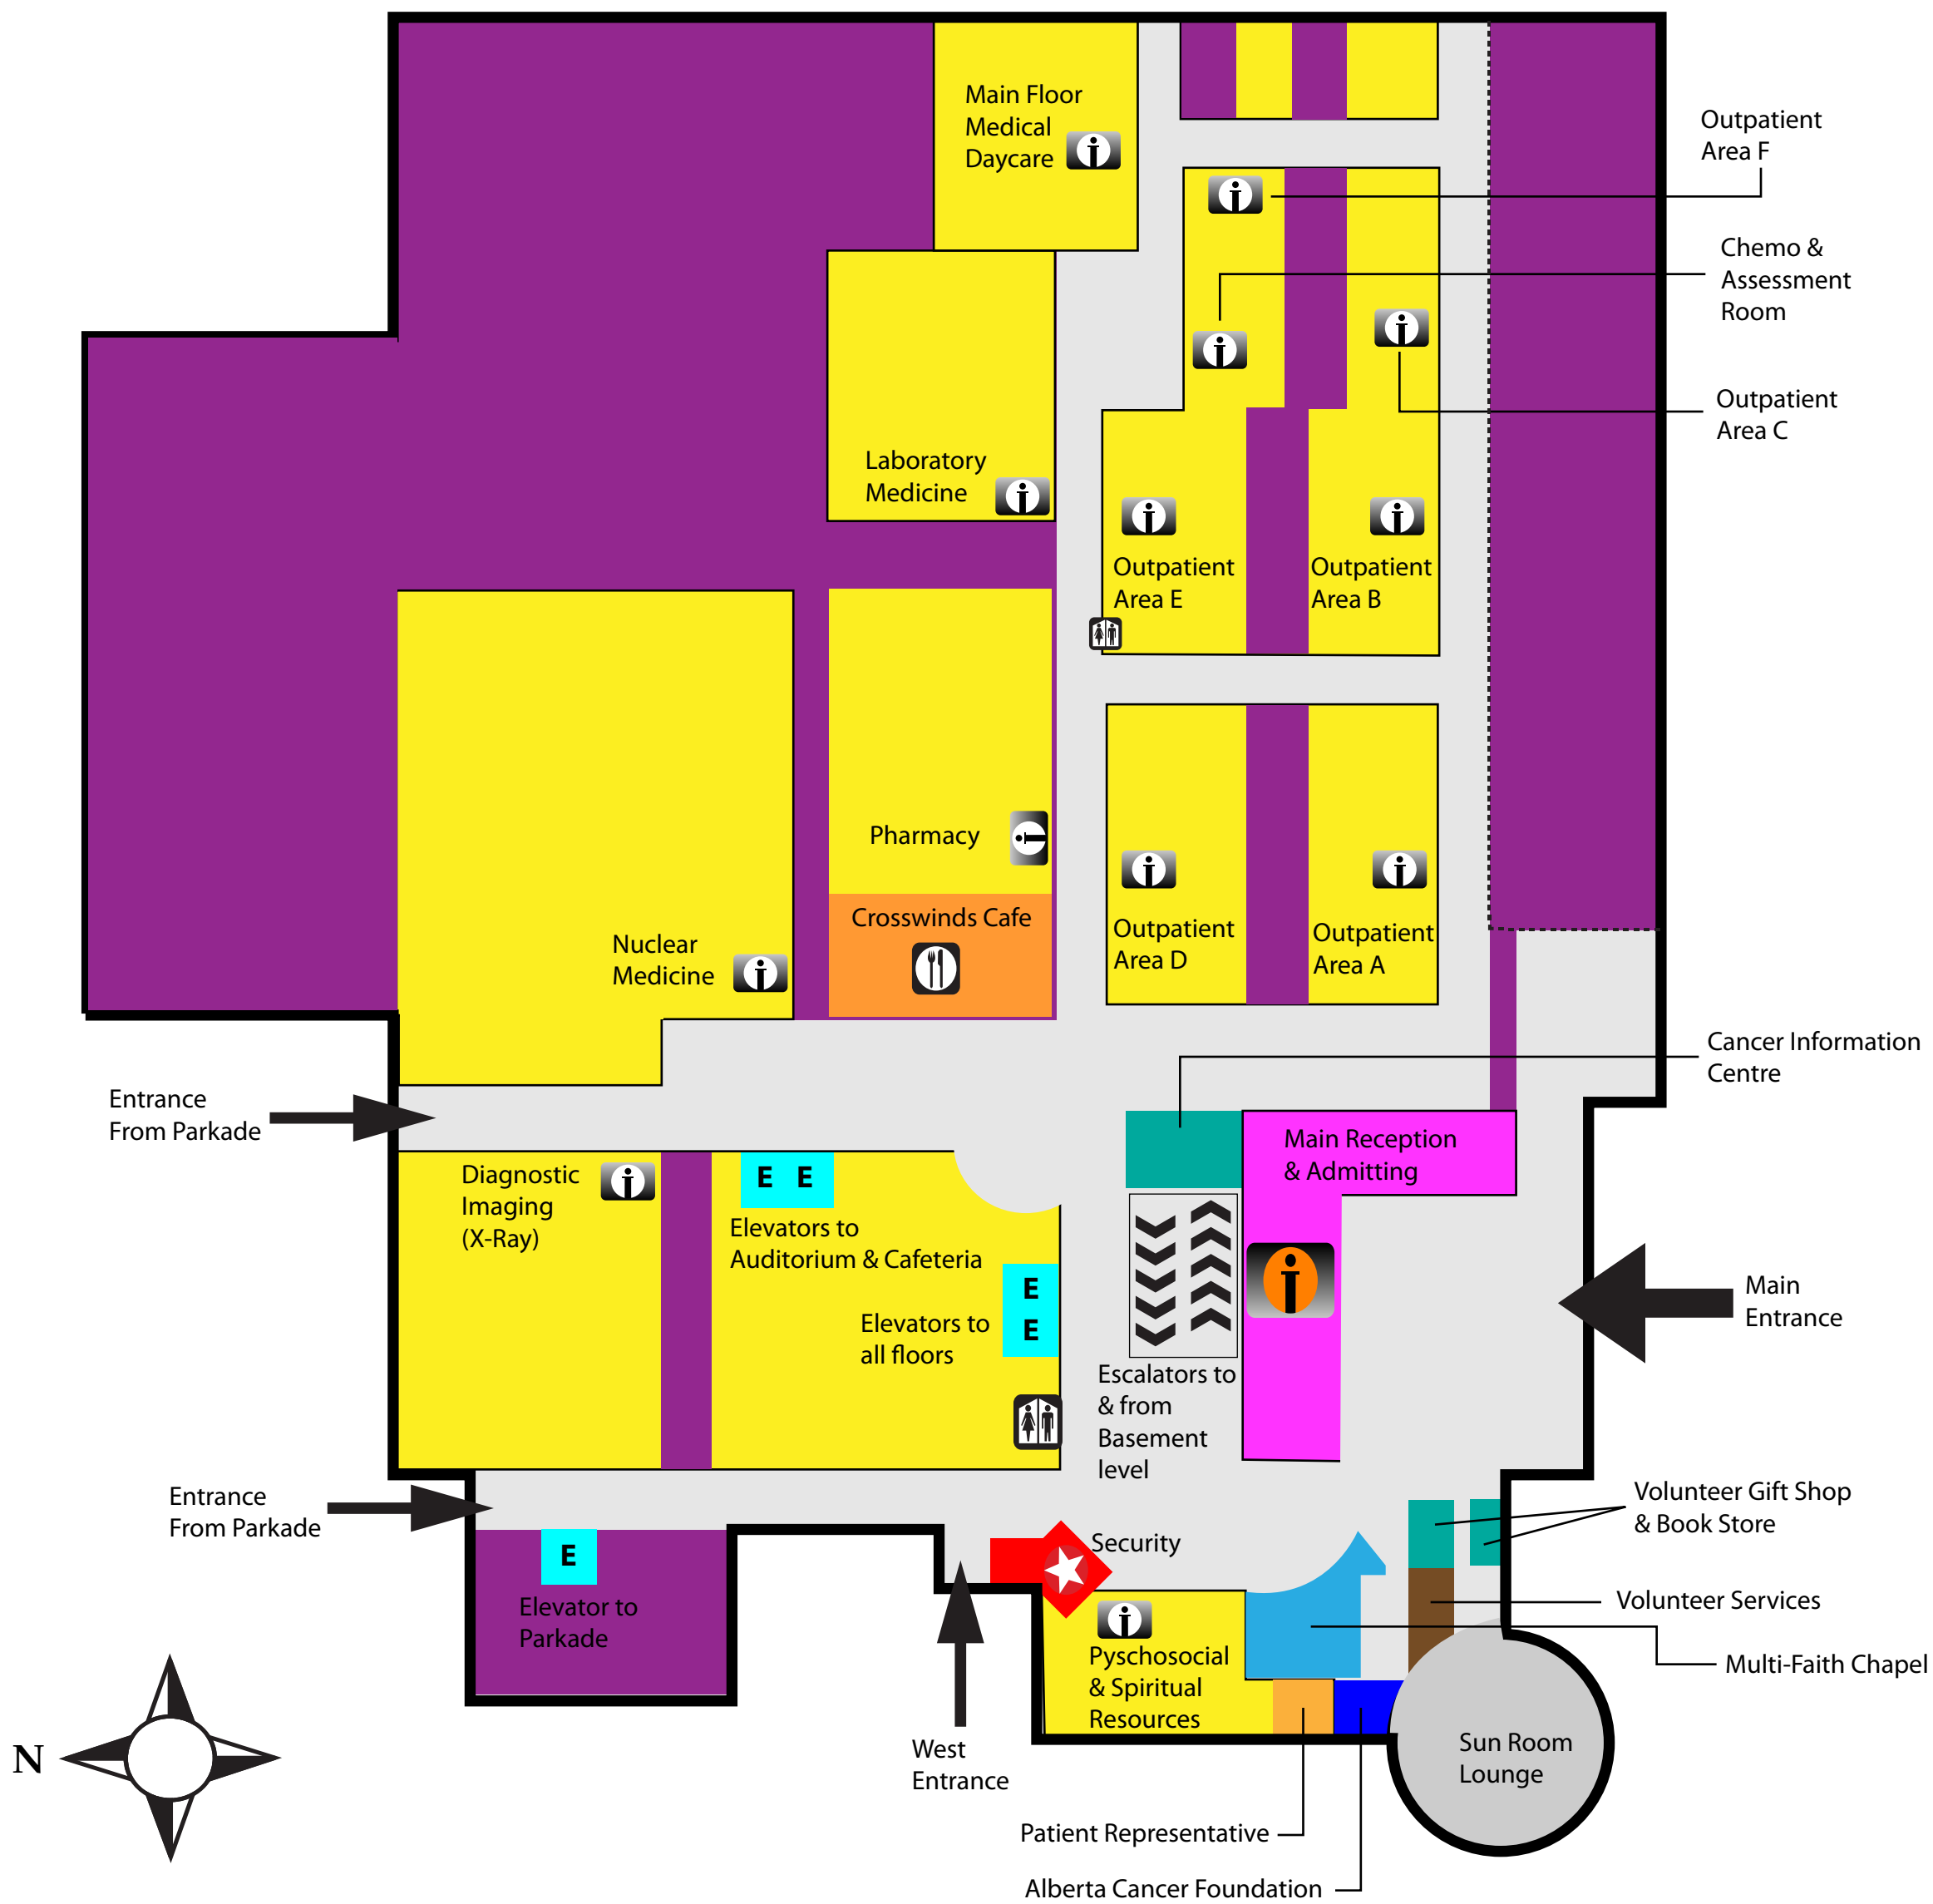 Main Floor
Medical
Daycare
Outpatient
Area F
Chemo &
Assessment
Room
Outpatient
Area C
Laboratory
Medicine
Outpatient
Area E
Outpatient
Area B
Pharmacy
Crosswinds Cafe
Nuclear
Medicine
Outpatient
Area D
Outpatient
Area A
Cancer Information
Centre
Entrance
From Parkade
Main Reception
& Admitting
Diagnostic
Imaging
(X-Ray)
E E
Elevators to
Auditorium & Cafeteria
E
E
Elevators to
all floors
Main
Entrance
Escalators to
& from
Basement
level
Entrance
From Parkade
Volunteer Gift Shop
& Book Store
Security
E
Elevator to
Parkade
Volunteer Services
Multi-Faith Chapel
Pyschosocial
& Spiritual
Resources
N
West
Entrance
Sun Room
Lounge
Patient Representative
Alberta Cancer Foundation